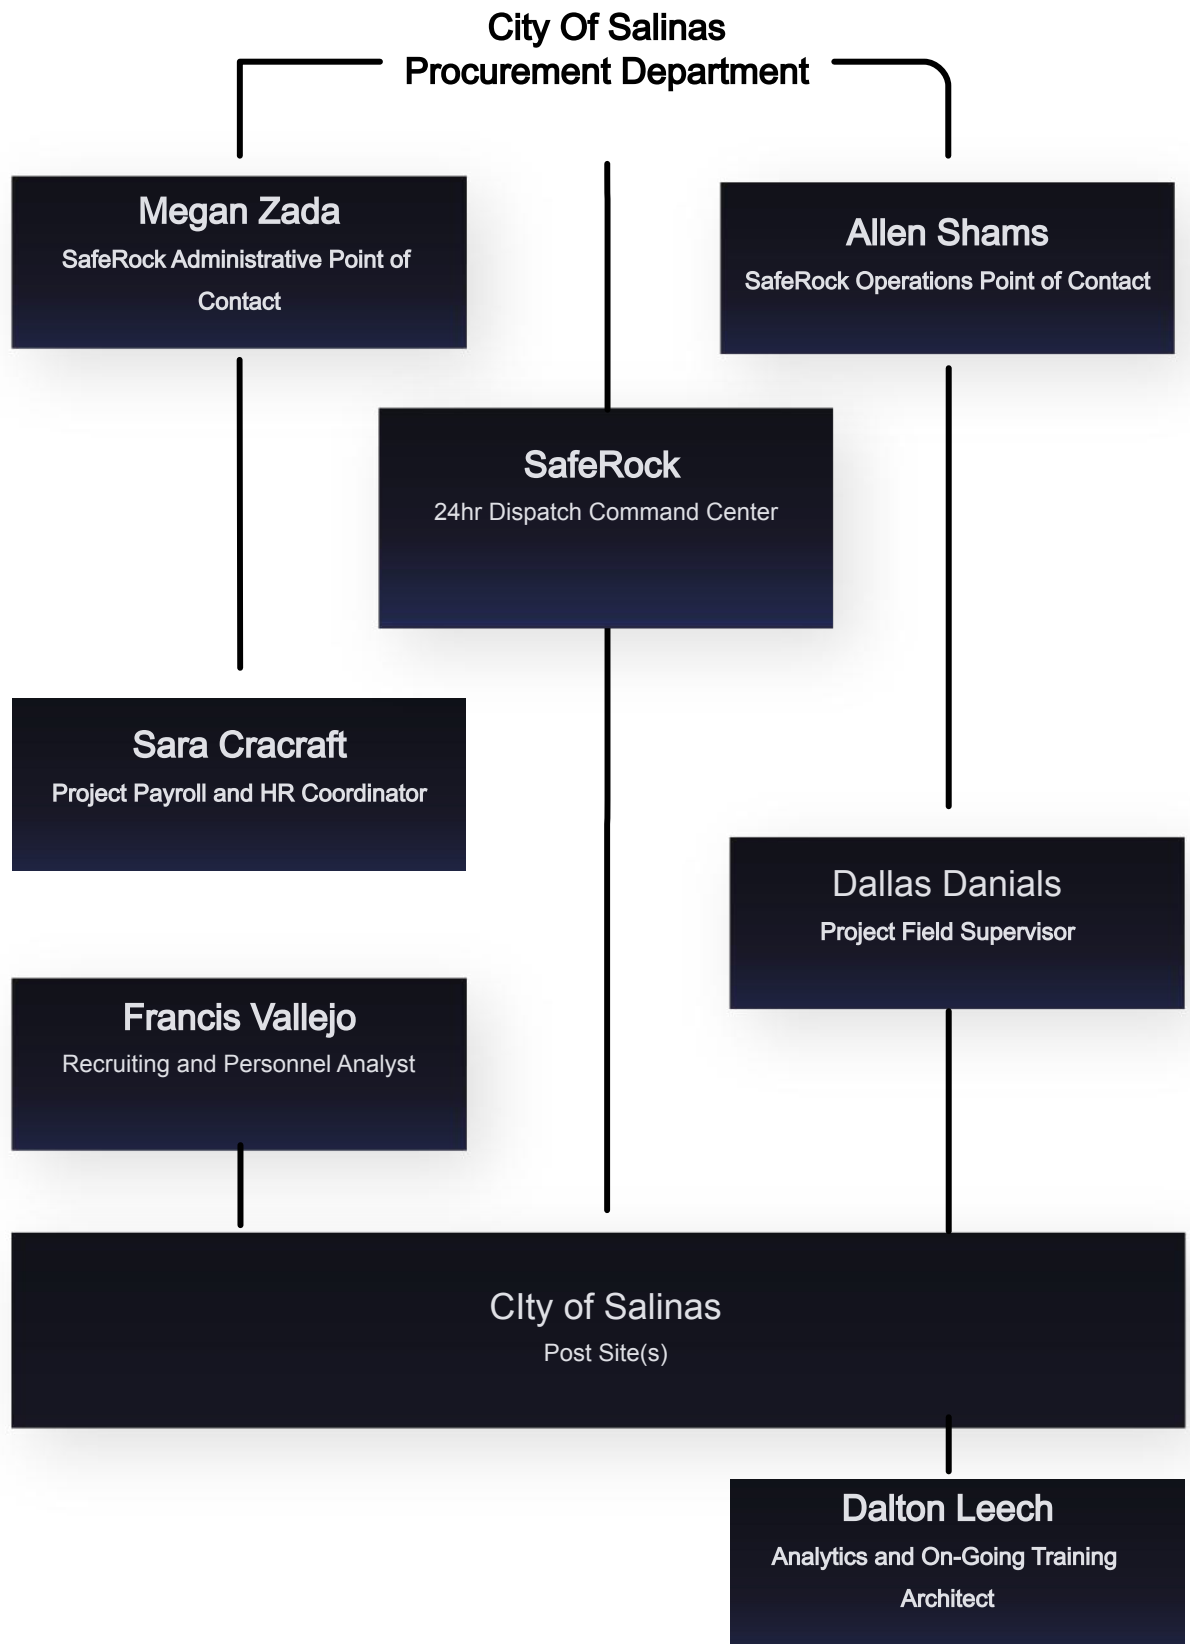 City Of Salinas
Procurement Department
Megan Zada
SafeRock Administrative Point of
Contact
Allen Shams
SafeRock Operations Point of Contact
SafeRock
24hr Dispatch Command Center
Sara Cracraft
Project Payroll and HR Coordinator
Dallas Danials
Project Field Supervisor
Francis Vallejo
Recruiting and Personnel Analyst
CIty of Salinas
Post Site(s)
Dalton Leech
Analytics and On-Going Training
Architect